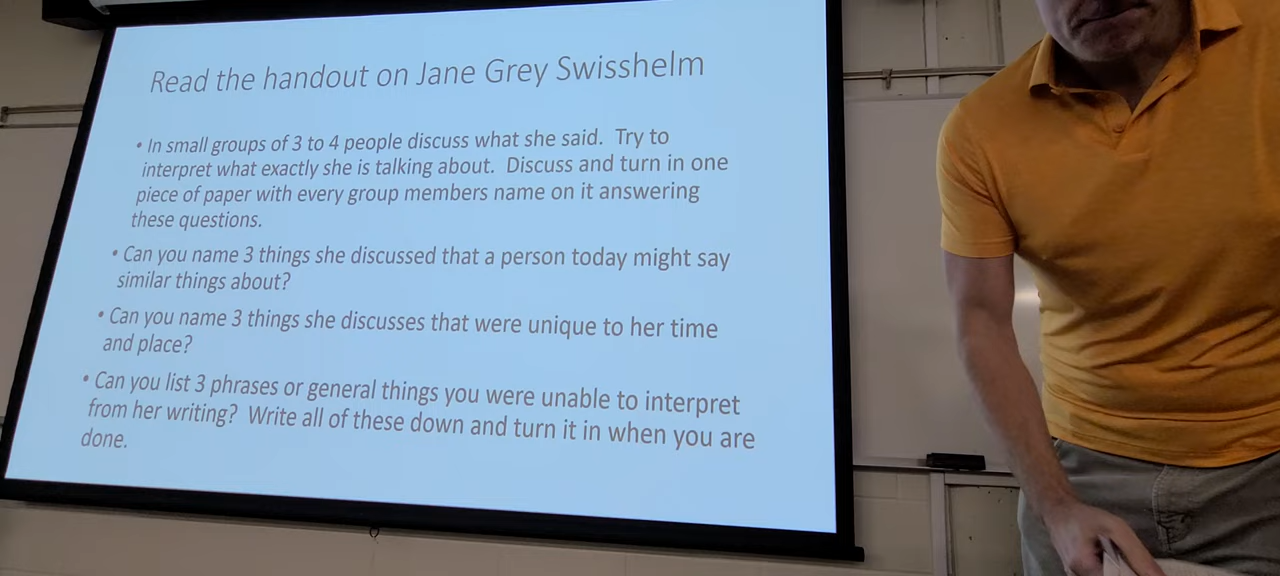 Read the handout on Jane Grey Swisshelm
• In small groups of 3 to 4 people discuss what she said. Try to
interpret what exactly she is talking about. Discuss and turn in one
piece of paper with every group members name on it answering
these questions.
• Can you name 3 things she discussed that a person today might say
similar things about?
• Can you name 3 things she discusses that were unique to her time
and place?
• Can you list 3 phrases or general things you were unable to interpret
from her writing? Write all of these down and turn it in when you are
done.